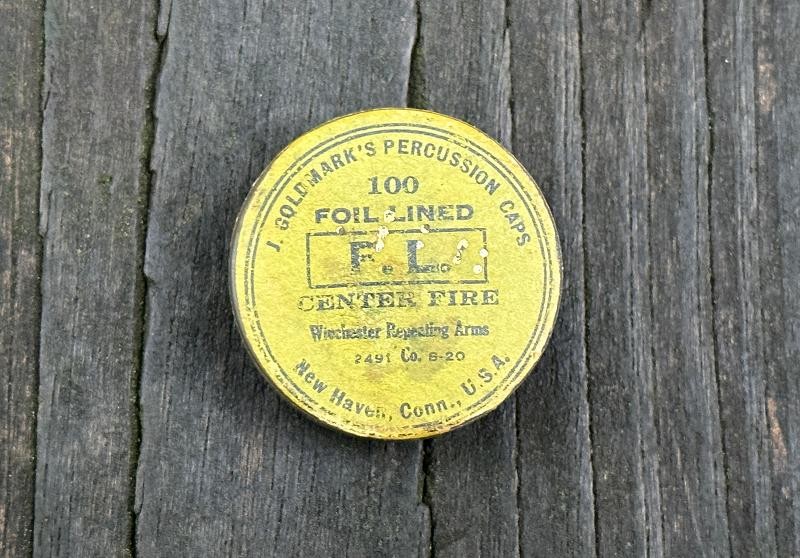 J. GOLDMARK'S PERCUSSION CAPS
100
FOIL LINED
F. L.
CENTER FIRE
Winchester Repeating Arms
2491 Co. 8-20
New Haven, Conn., U.S.A.